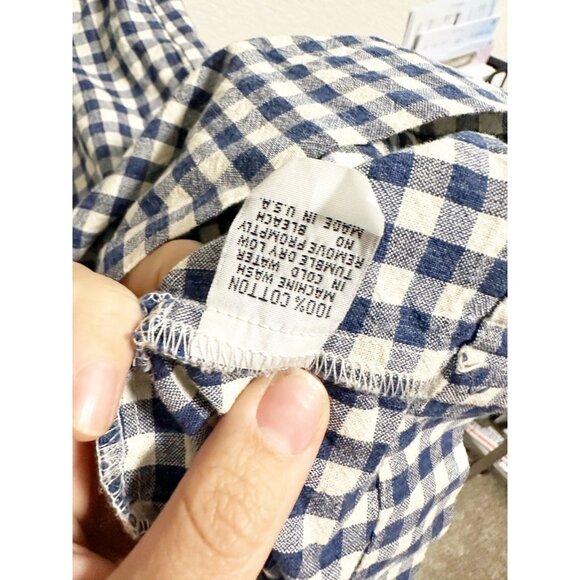 100% COTTON
MACHINE WASH
IN COLD WATER
TUMBLE DRY LOW
REMOVE PROMPTLY
NO BLEACH
MADE IN U.S.A.